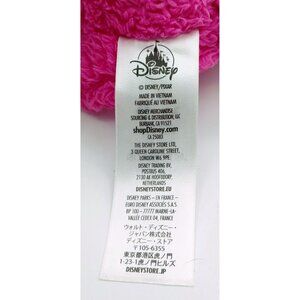 Disney
© DISNEY/PIXAR
MADE IN VIETNAM
FABRIQUÉ AU VIETNAM
DISNEY MERCHANDISE
SOURCING & DISTRIBUTION, LLC
BURBANK, CA 91521
shopDisney.com
CA 25083
THE DISNEY STORE LTD,
3 QUEEN CAROLINE STREET,
LONDON W6 9PE
DISNEY TRADING BV,
POSTBUS 406,
2130 AK HOOFDDORP,
NETHERLANDS
DISNEYSTORE.EU
DISNEY PARKS - EN FRANCE -
EURO DISNEY ASSOCIÉS S.A.S
BP 100 - 77777 MARNE-LA-
VALLÉE CEDEX 04, FRANCE
ウォルト・ディズニー・
ジャパン株式会社
ディズニー・ストア
〒105-6355
東京都港区虎ノ門
1-23-1虎ノ門ヒルズ
DISNEYSTORE.JP